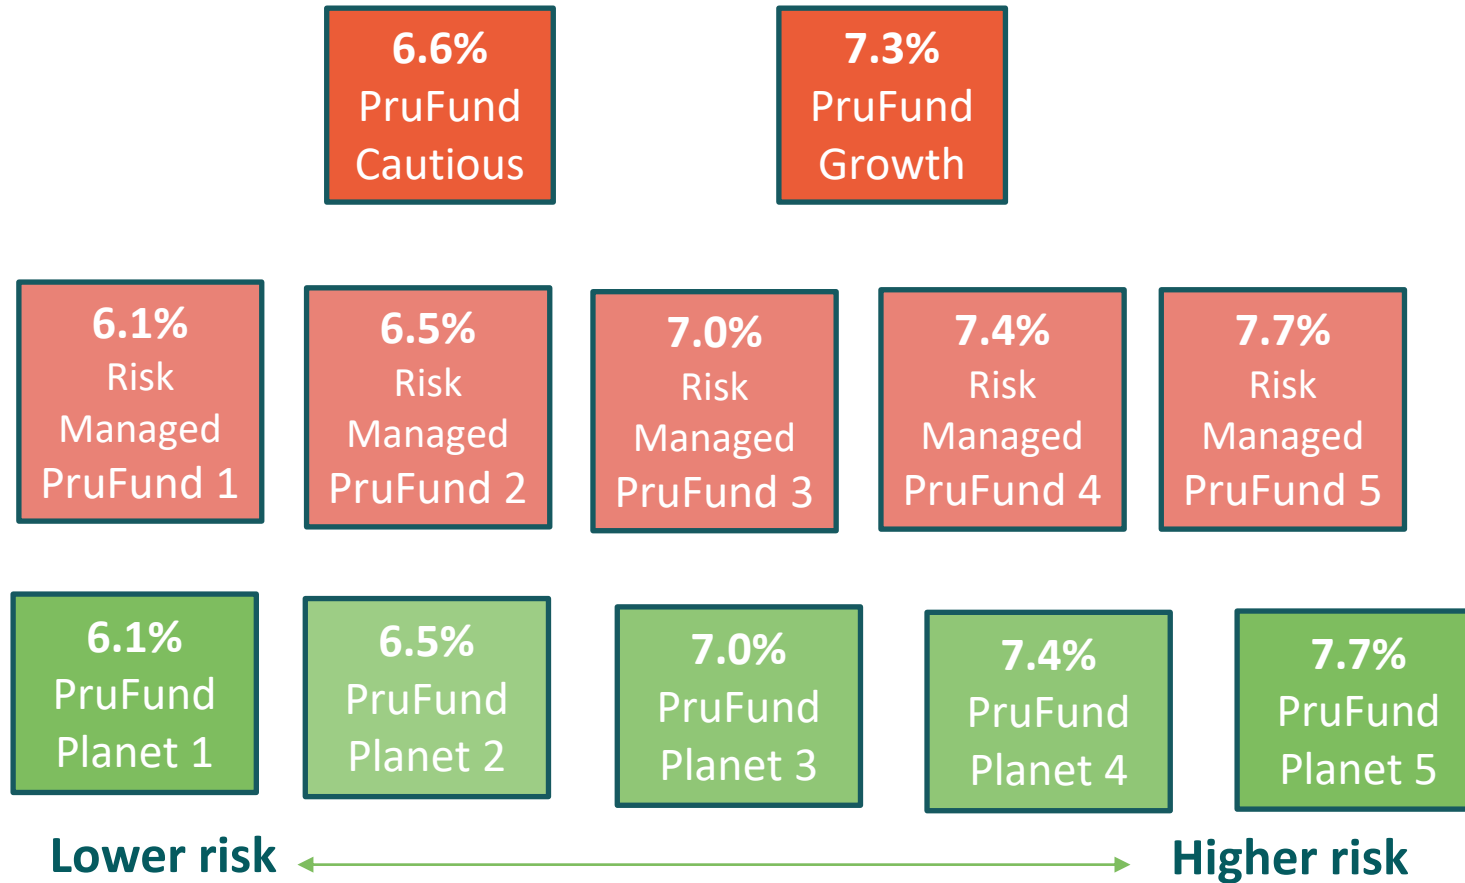 6.6%
PruFund
Cautious
7.3%
PruFund
Growth
6.1%
Risk
Managed
PruFund 1
6.5%
Risk
Managed
PruFund 2
7.0%
Risk
Managed
PruFund 3
7.4%
Risk
Managed
PruFund 4
7.7%
Risk
Managed
PruFund 5
6.1%
PruFund
Planet 1
6.5%
PruFund
Planet 2
7.0%
PruFund
Planet 3
7.4%
PruFund
Planet 4
7.7%
PruFund
Planet 5
Lower risk
Higher risk